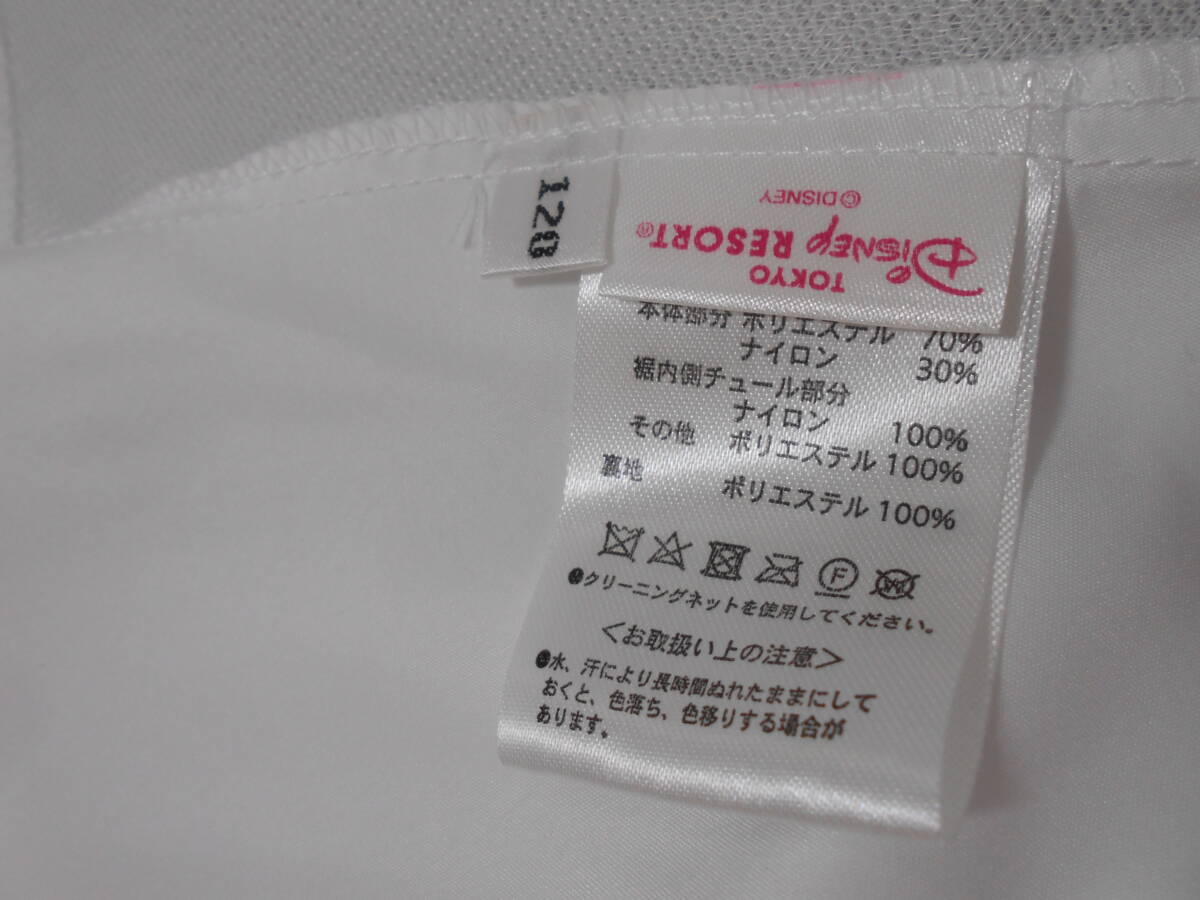 120
TOKYO
Disney RESORT®
© DISNEY
本体部分 ポリエステル 70%
ナイロン 30%
裾内側チュール部分
ナイロン 100%
その他 ポリエステル 100%
裏地 ポリエステル 100%
F
●クリーニングネットを使用してください。
＜お取扱い上の注意＞
●水、汗により長時間ぬれたままにして
おくと、色落ち、色移りする場合が
あります。